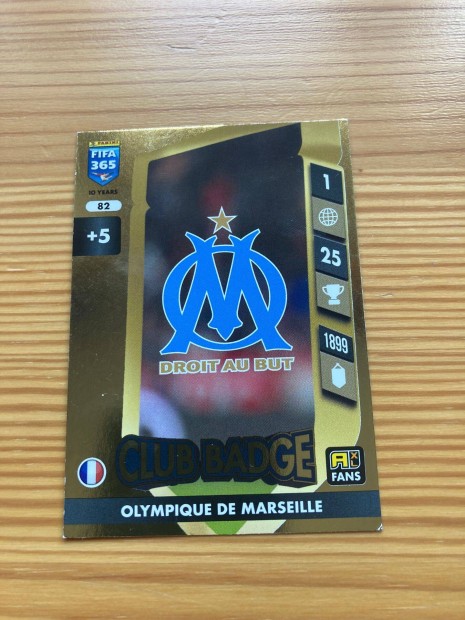 PANINI
FIFA
365
10 YEARS
82
+5
1
25
1899
DROIT AU BUT
CLUB BADGE
AXL
FANS
OLYMPIQUE DE MARSEILLE